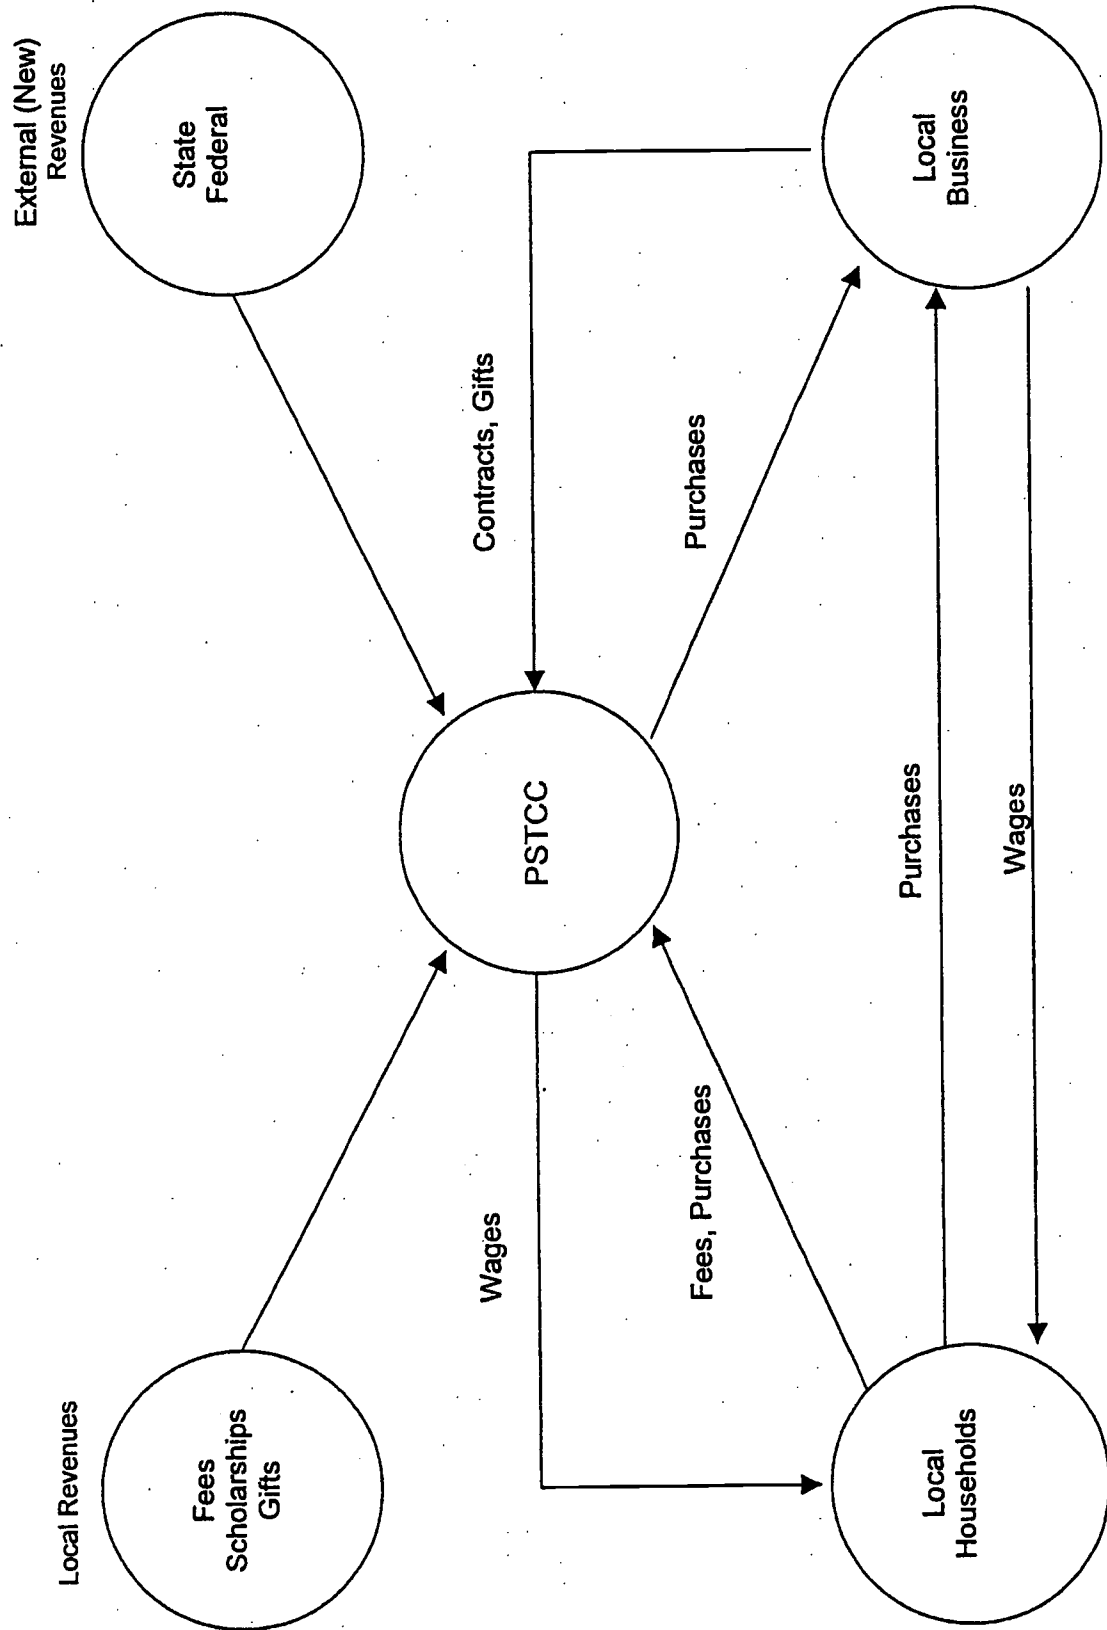 Local Revenues
External (New)
Revenues
Fees
Scholarships
Gifts
State
Federal
Wages
Contracts, Gifts
PSTCC
Fees, Purchases
Purchases
Local
Households
Purchases
Wages
Local
Business